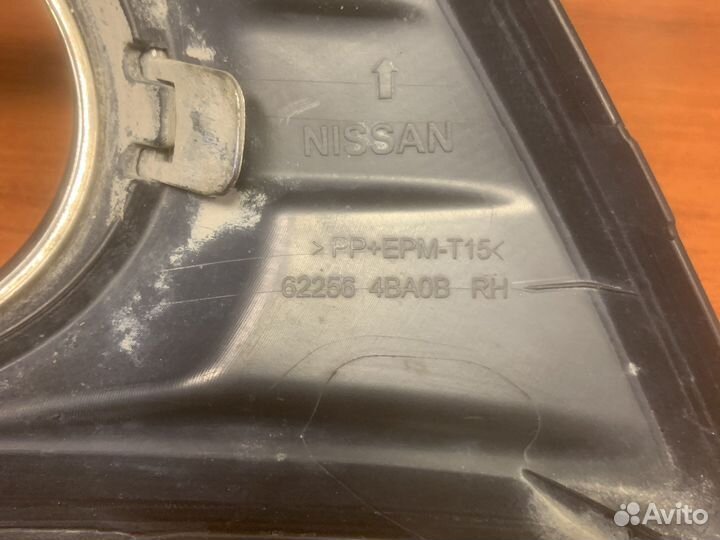 NISSAN
>PP+EPM-T15<
62256 4BA0B RH
Avito